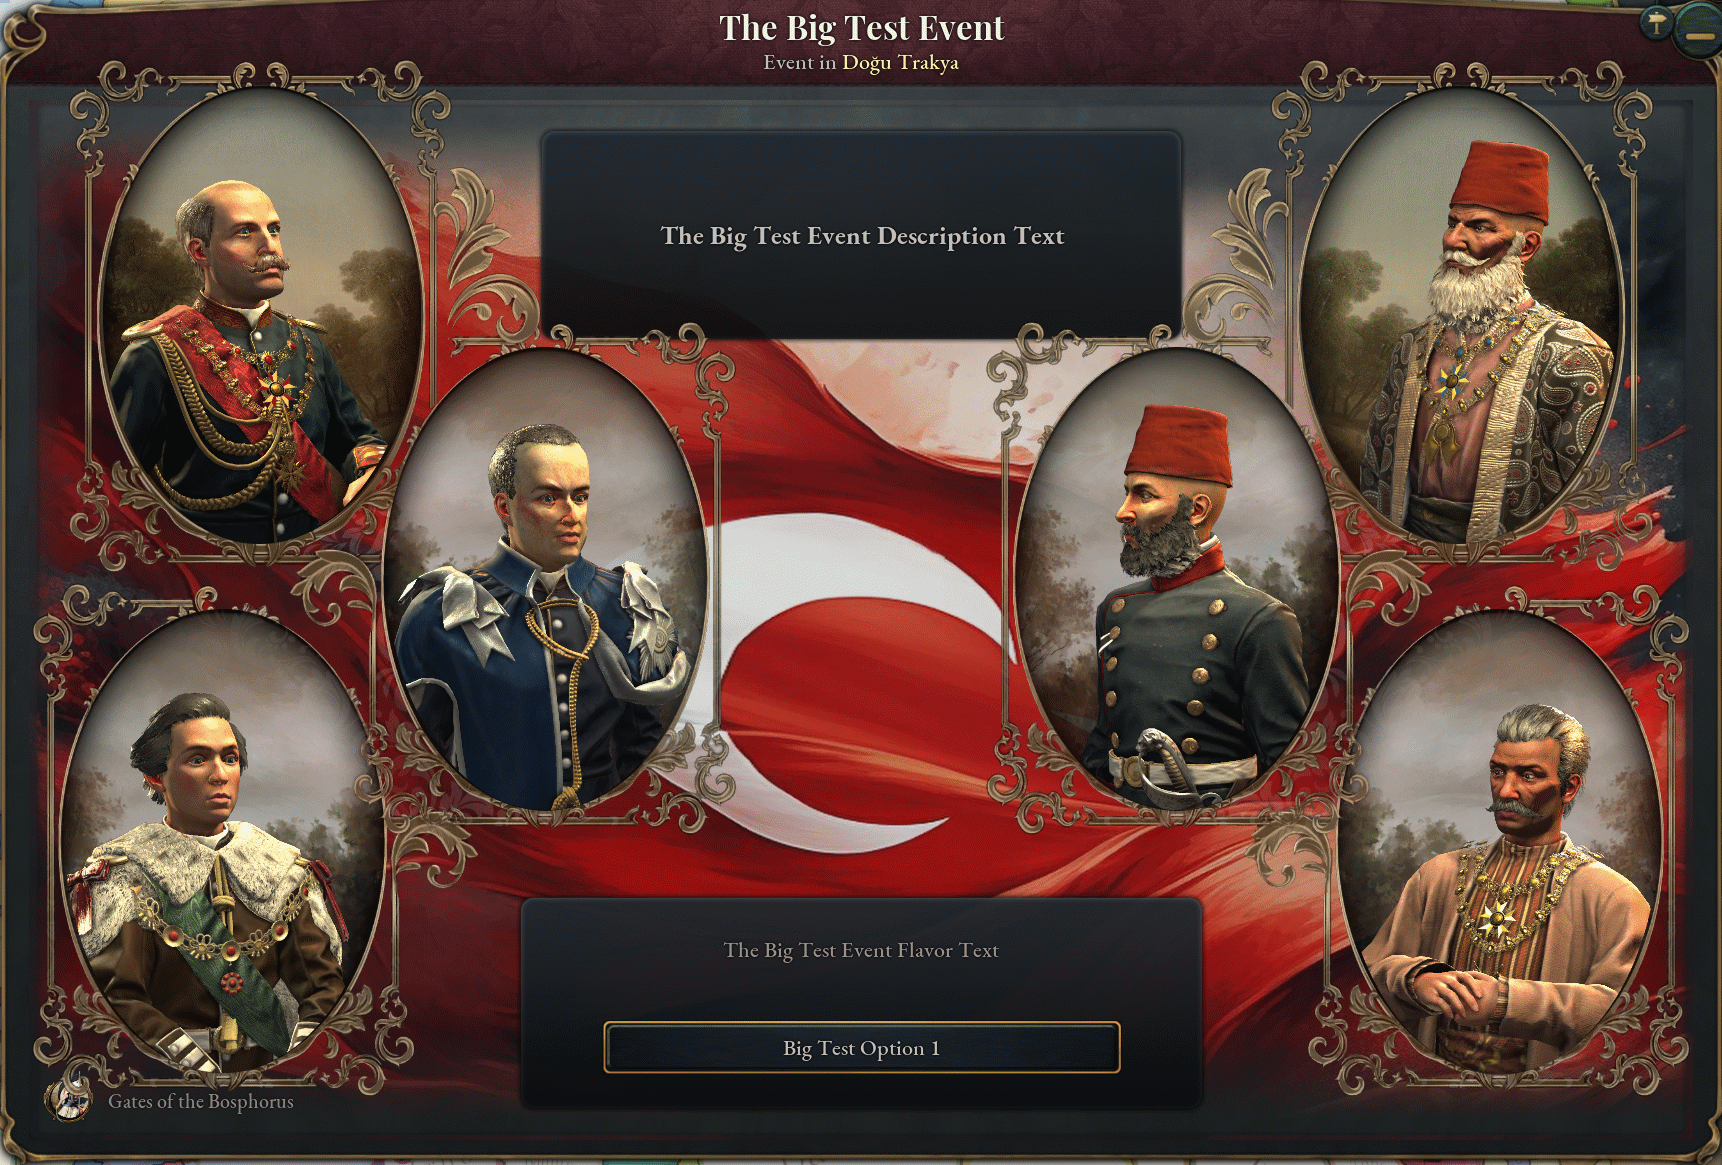 The Big Test Event
Event in Doğu Trakya
The Big Test Event Description Text
The Big Test Event Flavor Text
Big Test Option 1
Gates of the Bosphorus